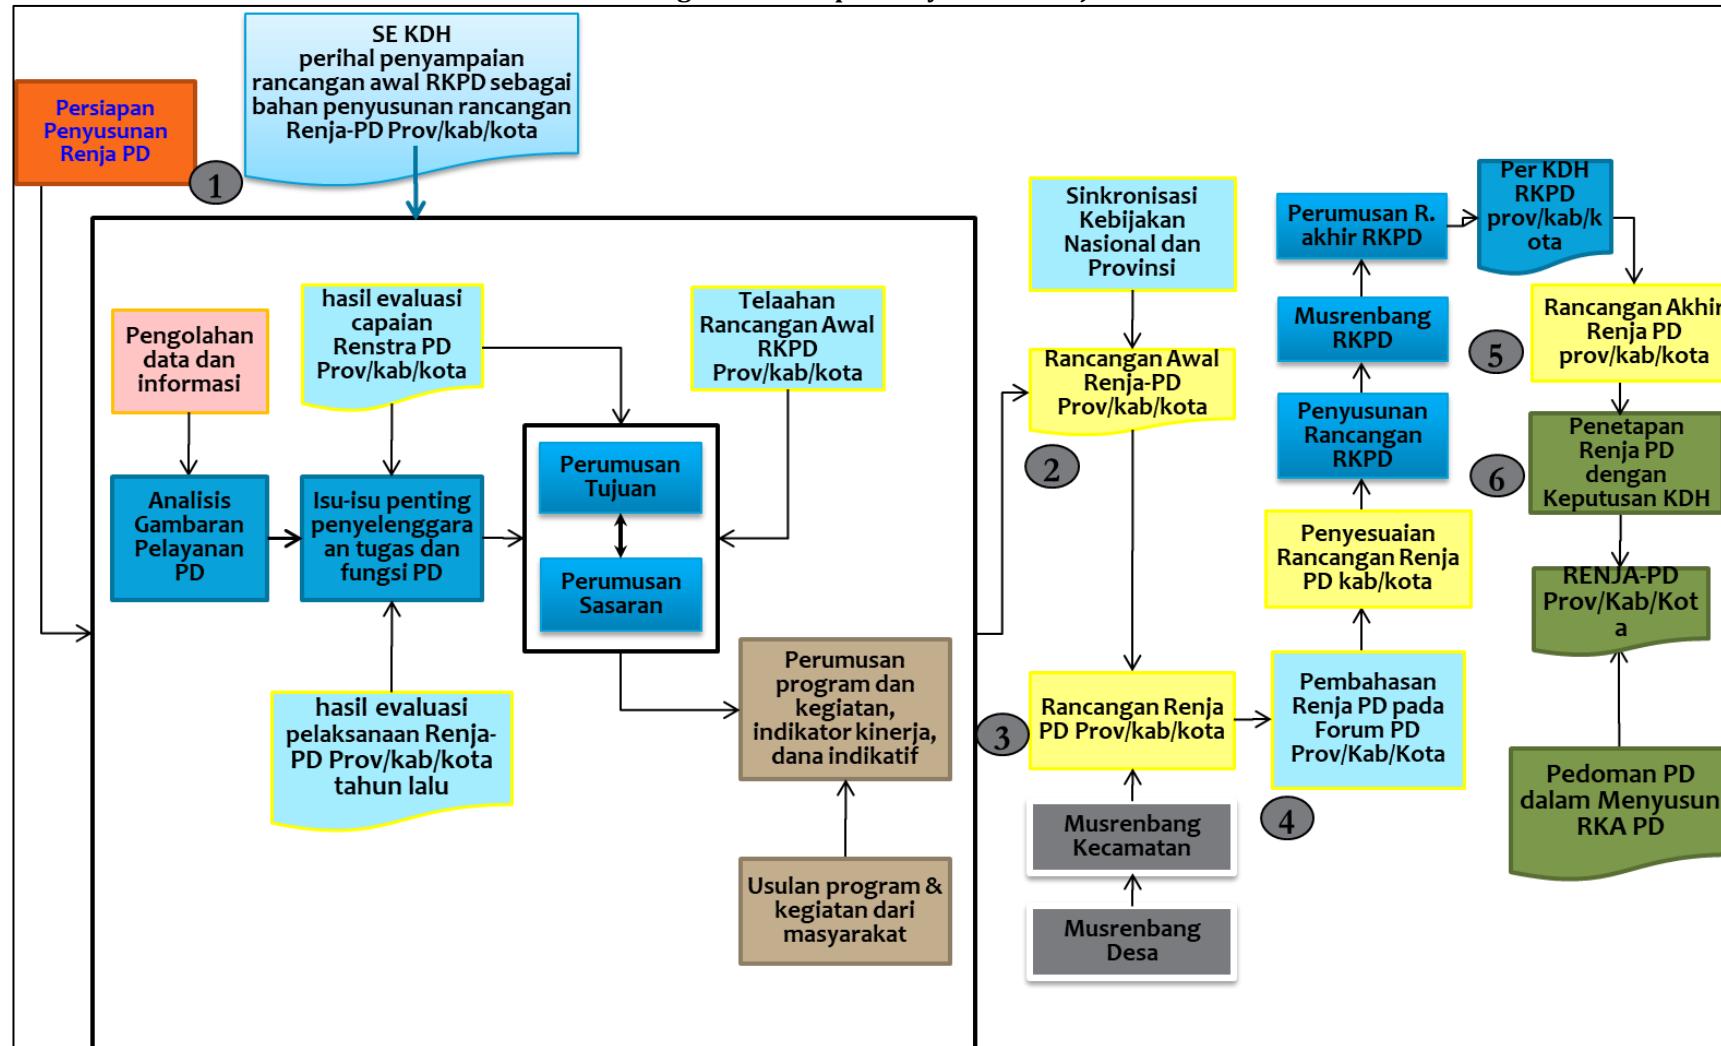 SE KDH
perihal penyampaian
rancangan awal RKPD sebagai
bahan penyusunan rancangan
Renja-PD Prov/kab/kota
Persiapan
Penyusunan
Renja PD
1
Pengolahan
data dan
informasi
hasil evaluasi
capaian
Renstra PD
Prov/kab/kota
Telaahan
Rancangan Awal
RKPD
Prov/kab/kota
Analisis
Gambaran
Pelayanan
PD
Isu-isu penting
penyelenggara
an tugas dan
fungsi PD
Perumusan
Tujuan
Perumusan
Sasaran
hasil evaluasi
pelaksanaan Renja-
PD Prov/kab/kota
tahun lalu
Perumusan
program dan
kegiatan,
indikator kinerja,
dana indikatif
Usulan program &
kegiatan dari
masyarakat
Sinkronisasi
Kebijakan
Nasional dan
Provinsi
Rancangan Awal
Renja-PD
Prov/kab/kota
2
Rancangan Renja
PD Prov/kab/kota
3
Musrenbang
Kecamatan
Musrenbang
Desa
Pembahasan
Renja PD pada
Forum PD
Prov/Kab/Kota
4
Penyesuaian
Rancangan Renja
PD kab/kota
Penyusunan
Rancangan
RKPD
Musrenbang
RKPD
Perumusan R.
akhir RKPD
Per KDH
RKPD
prov/kab/k
ota
Rancangan Akhir
Renja PD
prov/kab/kota
5
Penetapan
Renja PD
dengan
Keputusan KDH
6
RENJA-PD
Prov/Kab/Kot
a
Pedoman PD
dalam Menyusun
RKA PD